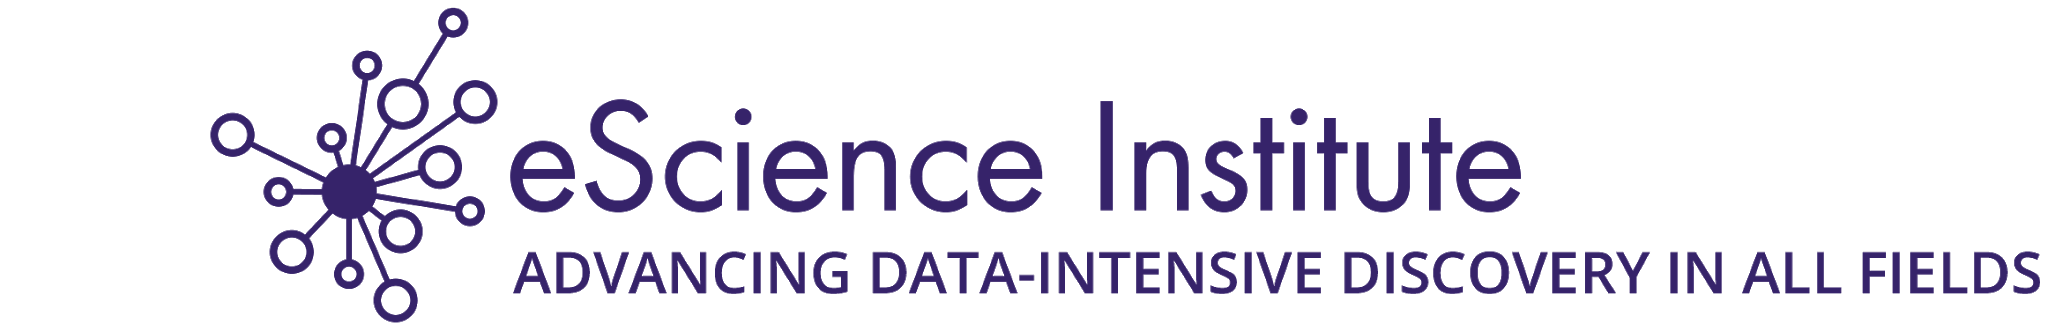 eScience Institute
ADVANCING DATA-INTENSIVE DISCOVERY IN ALL FIELDS